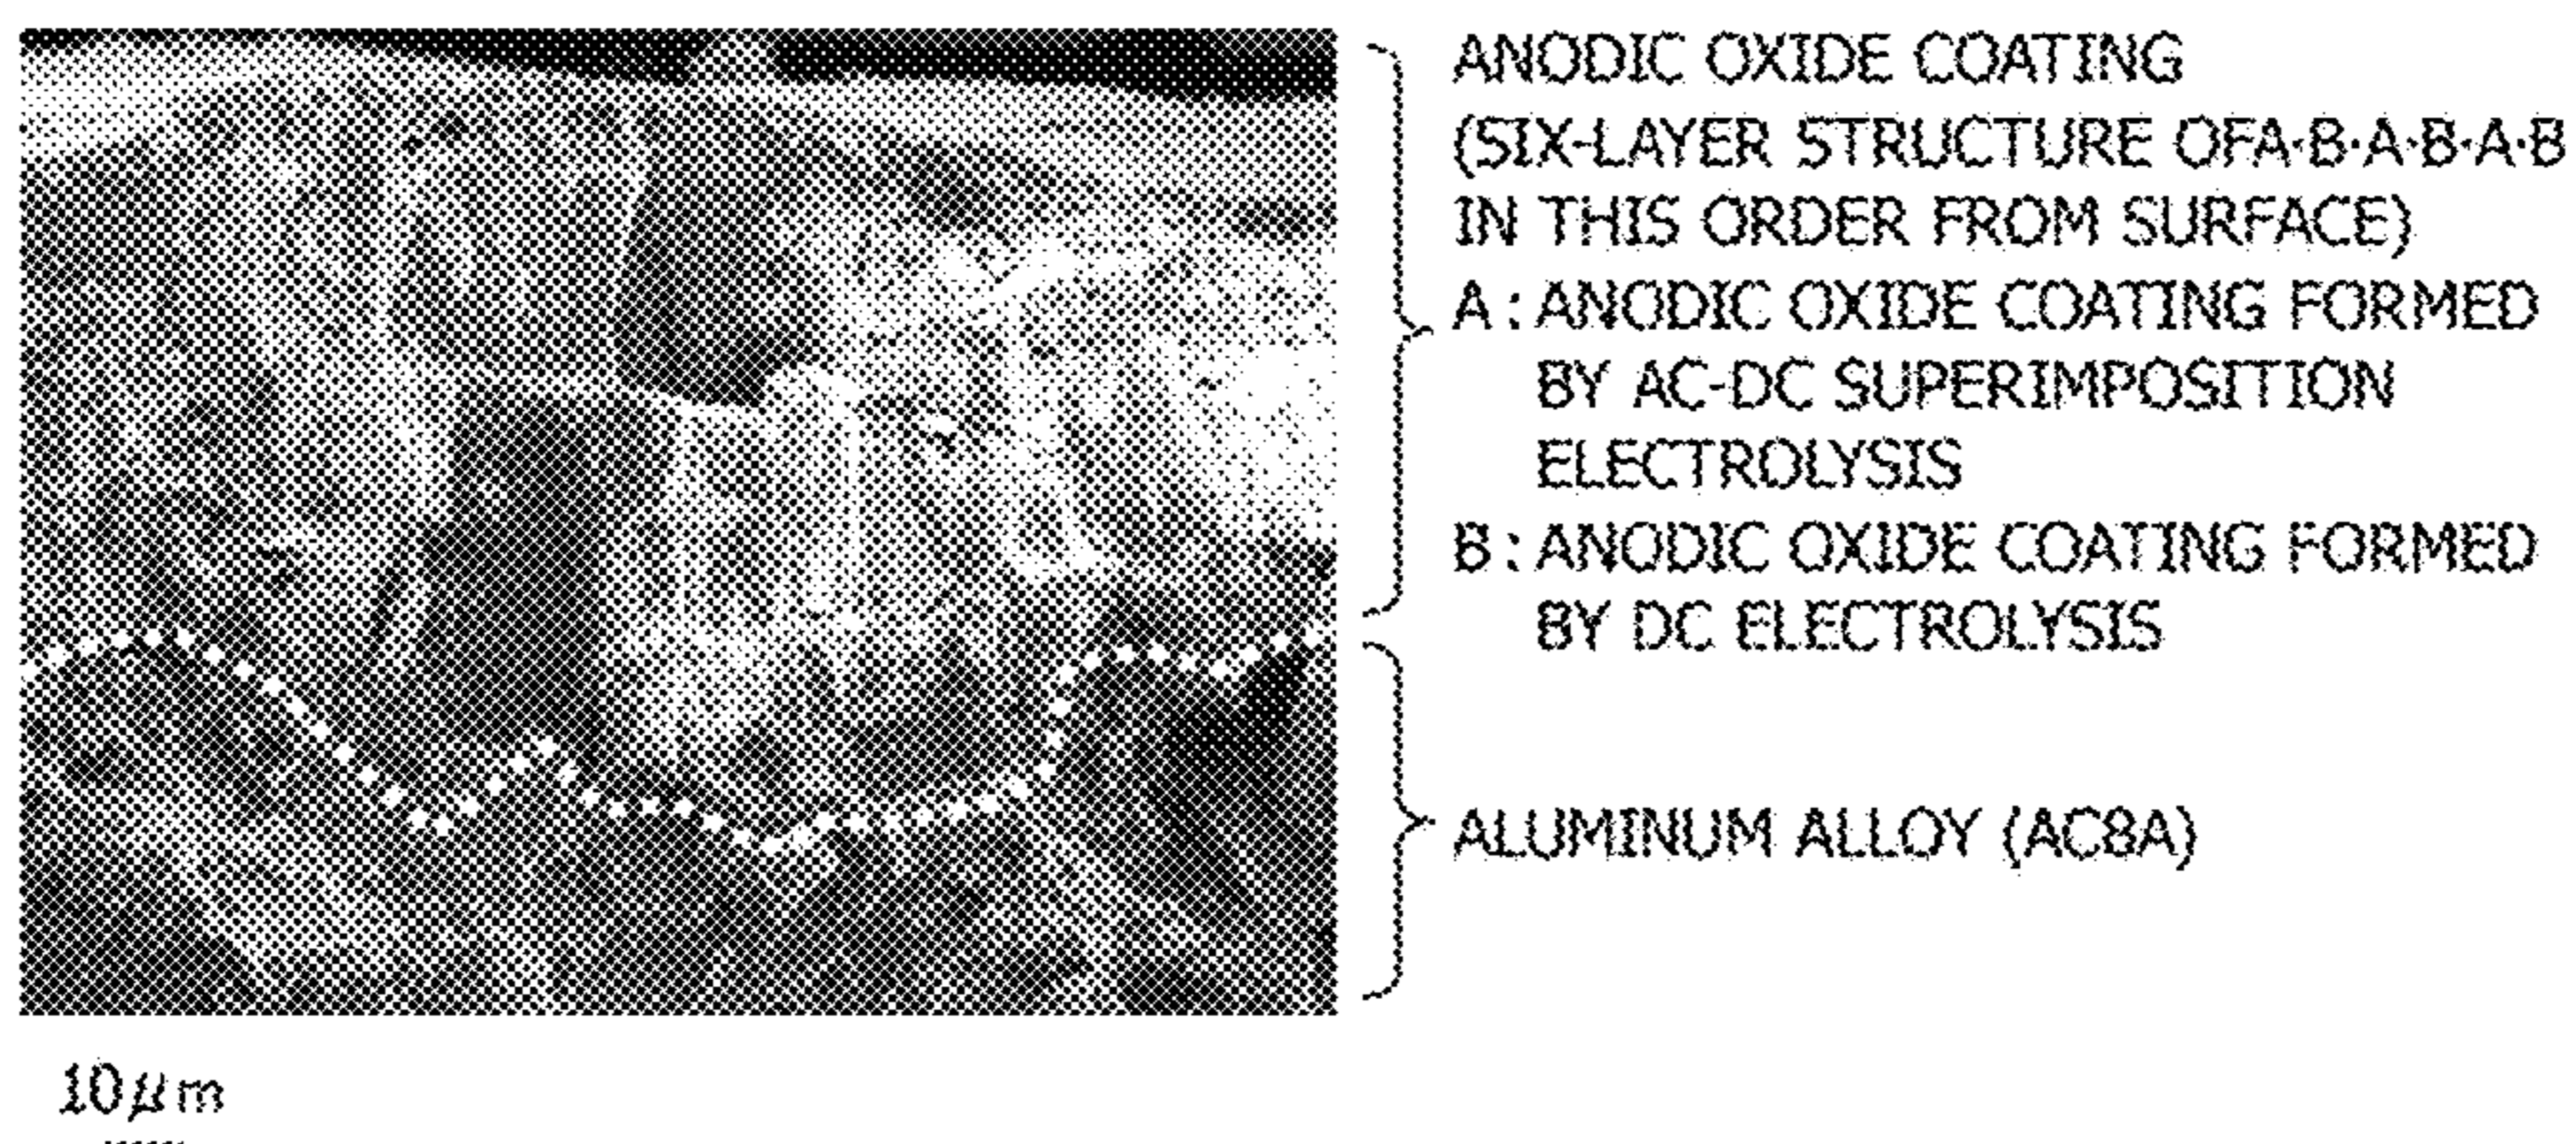 ANODIC OXIDE COATING
(SIX-LAYER STRUCTURE OFA·B·A·B·A·B
IN THIS ORDER FROM SURFACE)
A : ANODIC OXIDE COATING FORMED
BY AC-DC SUPERIMPOSITION
ELECTROLYSIS
B : ANODIC OXIDE COATING FORMED
BY DC ELECTROLYSIS
ALUMINUM ALLOY (AC8A)
10μm